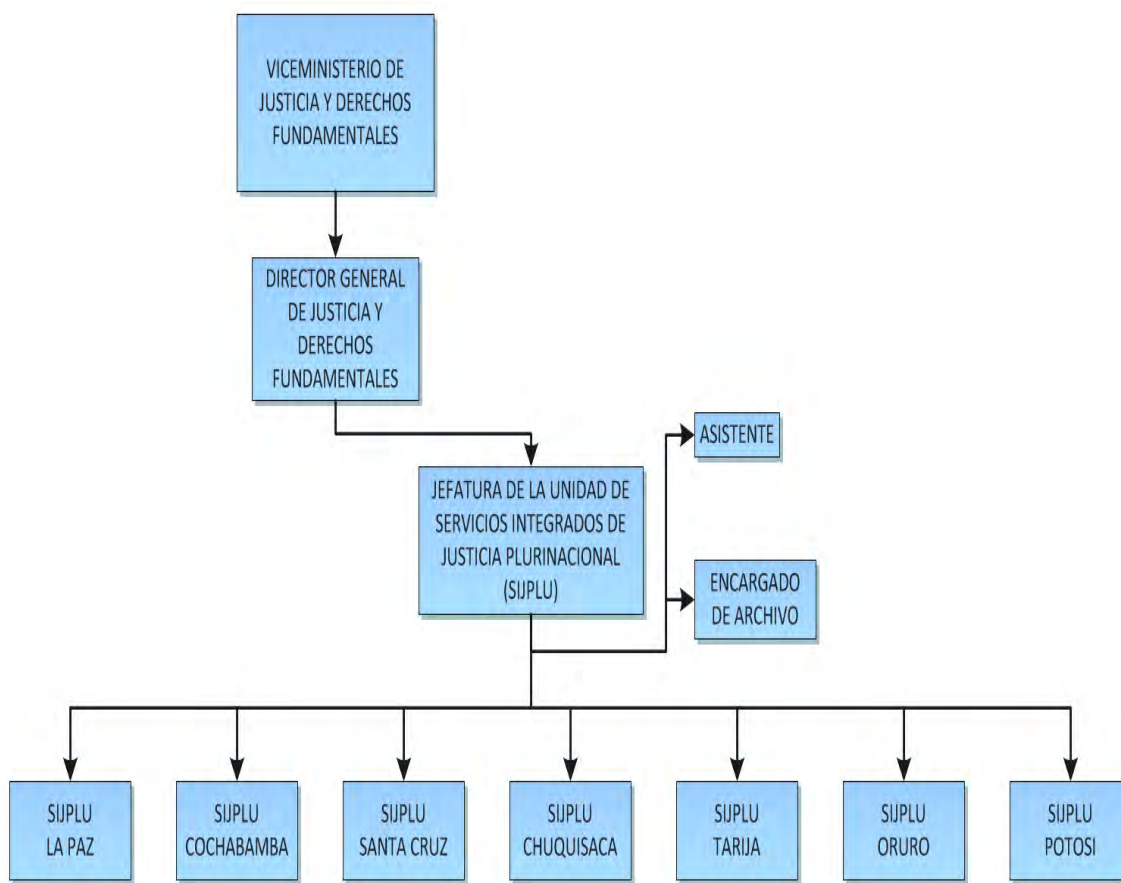 VICEMINISTERIO DE
JUSTICIA Y DERECHOS
FUNDAMENTALES
DIRECTOR GENERAL
DE JUSTICIA Y
DERECHOS
FUNDAMENTALES
ASISTENTE
JEFATURA DE LA UNIDAD DE
SERVICIOS INTEGRADOS DE
JUSTICIA PLURINACIONAL
(SIJPLU)
ENCARGADO
DE ARCHIVO
SIJPLU
LA PAZ
SIJPLU
COCHABAMBA
SIJPLU
SANTA CRUZ
SIJPLU
CHUQUISACA
SIJPLU
TARIJA
SIJPLU
ORURO
SIJPLU
POTOSI